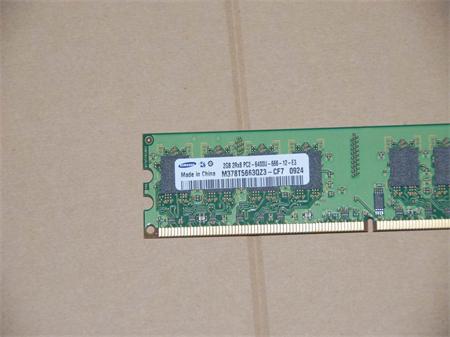 SAMSUNG 2GB 2Rx8 PC2-6400U-666-12-E3
Made in China M378T5663QZ3-CF7 0924